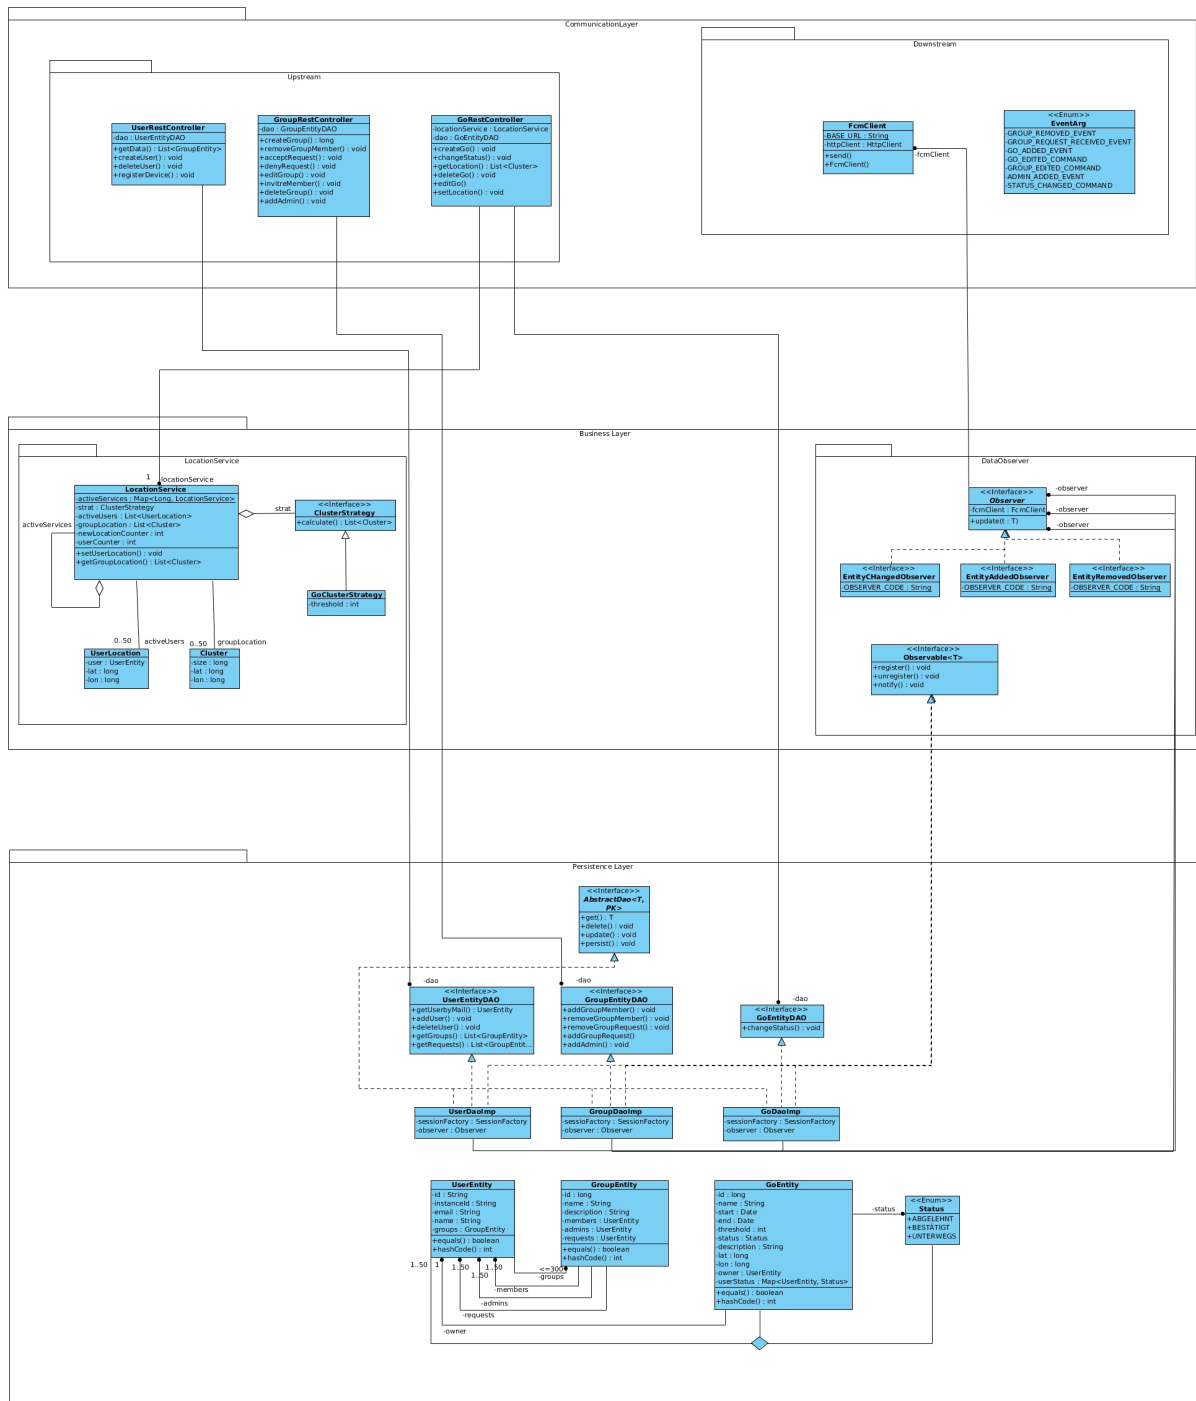 CommunicationLayer
Downstream
Upstream
UserRestController
-dao : UserEntityDAO
+getData() : List<GroupEntity>
+createUser() : void
+deleteUser() : void
+registerDevice() : void
GroupRestController
-dao : GroupEntityDAO
+createGroup() : long
+removeGroupMember() : void
+acceptRequest() : void
+denyRequest() : void
+editGroup() : void
+invitreMember() : void
+deleteGroup() : void
+addAdmin() : void
GoRestController
-locationService : LocationService
-dao : GoEntityDAO
+createGo() : void
+changeStatus() : void
+getLocation() : List<Cluster>
+deleteGo() : void
+editGo()
+setLocation() : void
FcmClient
-BASE_URL : String
-httpClient : HttpClient
+send()
+FcmClient()
-fcmClient
<<Enum>>
EventArg
-GROUP_REMOVED_EVENT
-GROUP_REQUEST_RECEIVED_EVENT
-GO_ADDED_EVENT
-GO_EDITED_COMMAND
-GROUP_EDITED_COMMAND
-ADMIN_ADDED_EVENT
-STATUS_CHANGED_COMMAND
Business Layer
LocationService
DataObserver
1
-locationService
LocationService
-activeServices : Map<Long, LocationService>
-strat : ClusterStrategy
-activeUsers : List<UserLocation>
-groupLocation : List<Cluster>
-newLocationCounter : int
-userCounter : int
+setUserLocation() : void
+getGroupLocation() : List<Cluster>
activeServices
strat
<<Interface>>
ClusterStrategy
+calculate() : List<Cluster>
GoClusterStrategy
-threshold : int
0..50
activeUsers
0..50
groupLocation
UserLocation
-user : UserEntity
-lat : long
-lon : long
Cluster
-size : long
-lat : long
-lon : long
<<Interface>>
Observer
-fcmClient : FcmClient
+update(t : T)
-observer
-observer
-observer
<<Interface>>
EntityCHangedObserver
-OBSERVER_CODE : String
<<Interface>>
EntityAddedObserver
-OBSERVER_CODE : String
<<Interface>>
EntityRemovedObserver
-OBSERVER_CODE : String
<<Interface>>
Observable<T>
+register() : void
+unregister() : void
+notify() : void
Persistence Layer
<<Interface>>
AbstractDao<T,
PK>
+get() : T
+delete() : void
+update() : void
+persist() : void
-dao
-dao
-dao
<<Interface>>
UserEntityDAO
+getUserbyMail() : UserEntity
+addUser() : void
+deleteUser() : void
+getGroups() : List<GroupEntity>
+getRequests() : List<GroupEntit...
<<Interface>>
GroupEntityDAO
+addGroupMember() : void
+removeGroupMember() : void
+removeGroupRequest() : void
+addGroupRequest()
+addAdmin() : void
<<Interface>>
GoEntityDAO
+changeStatus() : void
UserDaoImp
-sessionFactory : SessionFactory
-observer : Observer
GroupDaoImp
-sessioFactory : SessionFactory
-observer : Observer
GoDaoImp
-sessionFactory : SessionFactory
-observer : Observer
UserEntity
-id : String
-instanceId : String
-email : String
-name : String
-groups : GroupEntity
+equals() : boolean
+hashCode() : int
GroupEntity
-id : long
-name : String
-description : String
-members : UserEntity
-admins : UserEntity
-requests : UserEntity
+equals() : boolean
+hashCode() : int
GoEntity
-id : long
-name : String
-start : Date
-end : Date
-threshold : int
-status : Status
-description : String
-lat : long
-lon : long
-owner : UserEntity
-userStatus : Map<UserEntity, Status>
+equals() : boolean
+hashCode() : int
-status
<<Enum>>
Status
+ABGELEHNT
+BESTÄTIGT
+UNTERWEGS
1..50
1
1..50
1..50
1..50
<=300
-groups
-members
-admins
-requests
-owner